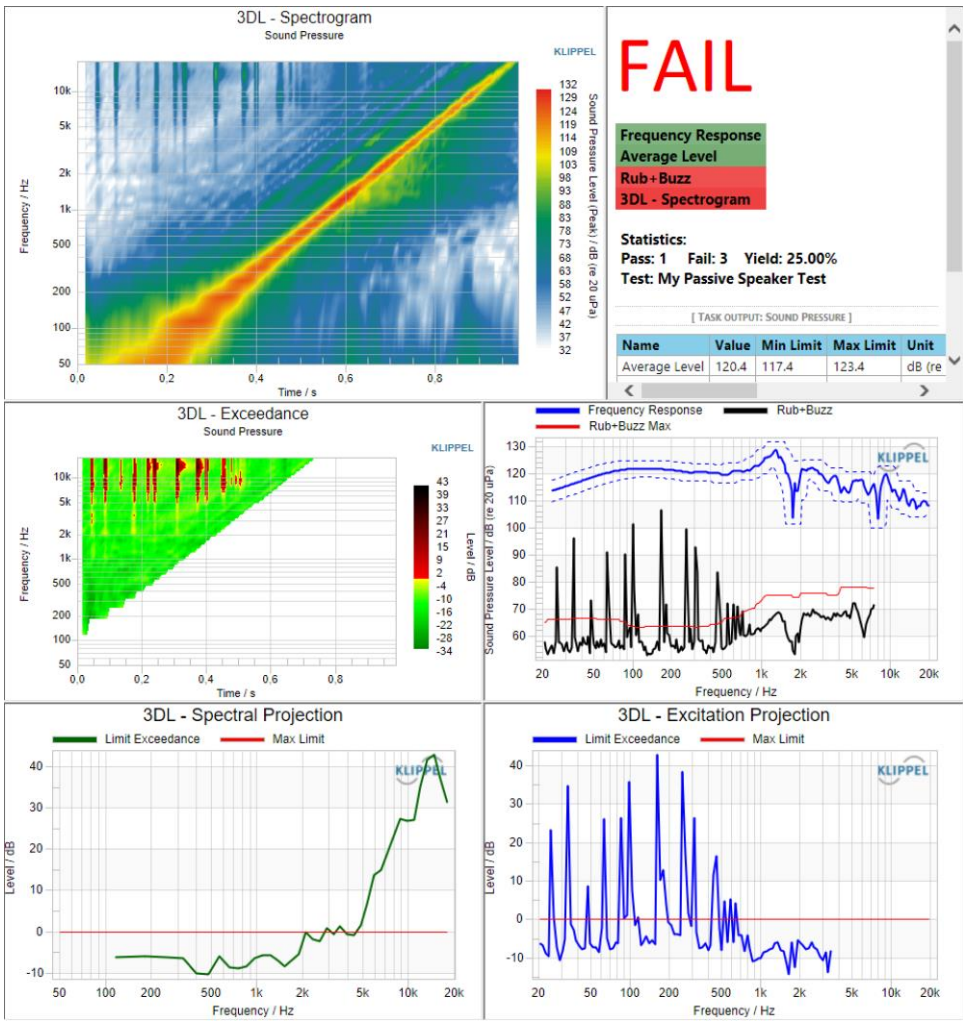 3DL - Spectrogram
Sound Pressure
KLIPPEL
10k
5k
2k
1k
500
200
100
50
Frequency / Hz
0.0 0.2 0.4 0.6 0.8
Time / s
132
129
124
119
114
109
103
98
93
88
83
78
73
68
63
58
52
47
42
37
32
Sound Pressure Level (Peak) / dB (re 20 uPa)
FAIL
Frequency Response
Average Level
Rub+Buzz
3DL - Spectrogram
Statistics:
Pass: 1 Fail: 3 Yield: 25.00%
Test: My Passive Speaker Test
[ TASK OUTPUT: SOUND PRESSURE ]
Name Value Min Limit Max Limit Unit
Average Level 120.4 117.4 123.4 dB (re
3DL - Exceedance
Sound Pressure
KLIPPEL
10k
5k
2k
1k
500
200
100
50
Frequency / Hz
0,0 0.2 0.4 0.6 0.8
Time / s
43
39
33
27
21
15
9
2
-4
-10
-16
-22
-28
-34
Level / dB
Frequency Response Rub+Buzz
Rub+Buzz Max
KLIPPEL
130
120
110
100
90
80
70
60
Sound Pressure Level / dB (re 20 uPa)
20 50 100 200 500 1k 2k 5k 10k 20k
Frequency / Hz
3DL - Spectral Projection
Limit Exceedance Max Limit
KLIPPEL
40
30
20
10
0
-10
Level / dB
50 100 200 500 1k 2k 5k 10k 20k
Frequency / Hz
3DL - Excitation Projection
Limit Exceedance Max Limit
KLIPPEL
40
30
20
10
0
-10
Level / dB
20 50 100 200 500 1k 2k 5k 10k 20k
Frequency / Hz